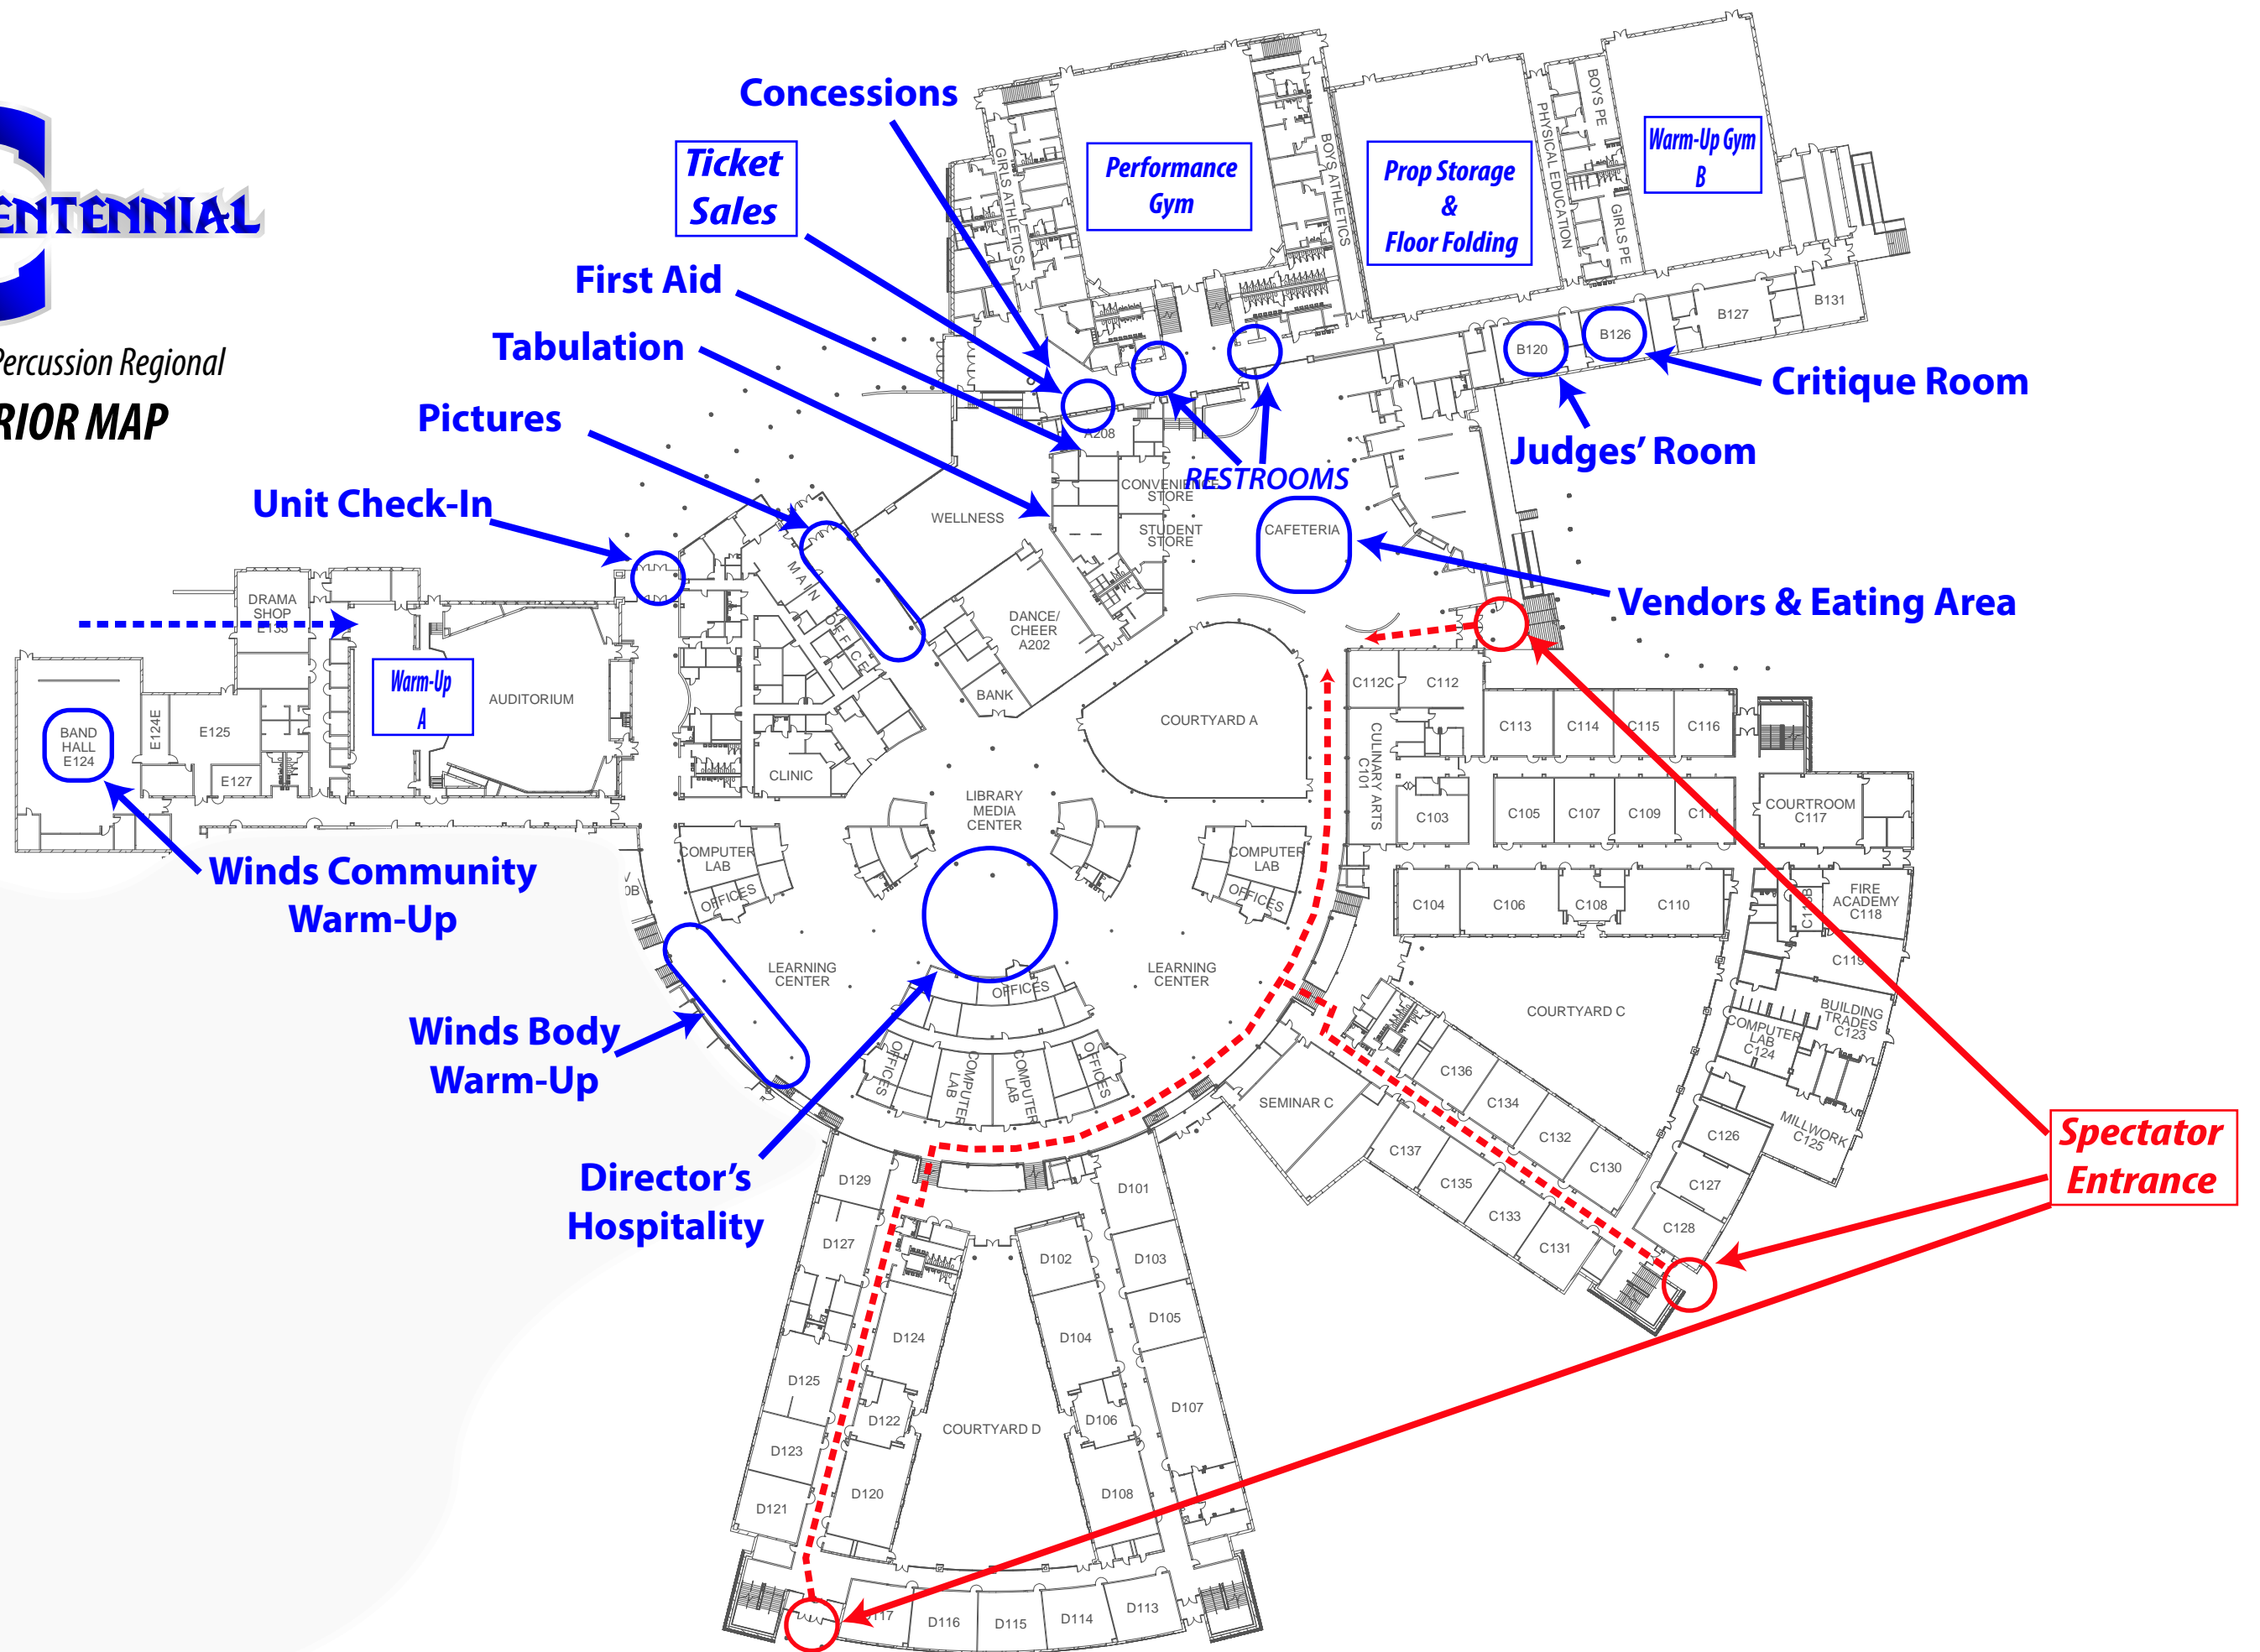 ENTENNIAL
Percussion Regional
RIOR MAP
Concessions
Ticket
Sales
First Aid
Tabulation
Pictures
Unit Check-In
Performance
Gym
Prop Storage
&
Floor Folding
Warm-Up Gym
B
GIRLS ATHLETICS
BOYS ATHLETICS
PHYSICAL EDUCATION
BOYS PE
GIRLS PE
B120
B126
B127
B131
Critique Room
Judges' Room
RESTROOMS
A208
CONVENIENCE
STORE
STUDENT
STORE
WELLNESS
CAFETERIA
Vendors & Eating Area
DANCE/
CHEER
A202
BANK
MAIN OFFICE
CLINIC
COURTYARD A
DRAMA
SHOP
E133
Warm-Up
A
AUDITORIUM
BAND
HALL
E124
E124E
E125
E127
Winds Community
Warm-Up
COMPUTER
LAB
OFFICES
LIBRARY
MEDIA
CENTER
COMPUTER
LAB
OFFICES
0B
LEARNING
CENTER
LEARNING
CENTER
OFFICES
OFFICES
COMPUTER
LAB
COMPUTER
LAB
OFFICES
Winds Body
Warm-Up
Director's
Hospitality
C112C
C112
C113
C114
C115
C116
CULINARY ARTS
C101
C103
C105
C107
C109
C111
COURTROOM
C117
C104
C106
C108
C110
C118B
FIRE
ACADEMY
C118
C119
COURTYARD C
BUILDING
TRADES
C123
COMPUTER
LAB
C124
MILLWORK
C125
C126
C127
C128
SEMINAR C
C136
C134
C132
C130
C137
C135
C133
C131
Spectator
Entrance
D129
D127
D125
D123
D121
D124
D122
D120
COURTYARD D
D101
D102
D103
D104
D105
D106
D107
D108
D117
D116
D115
D114
D113